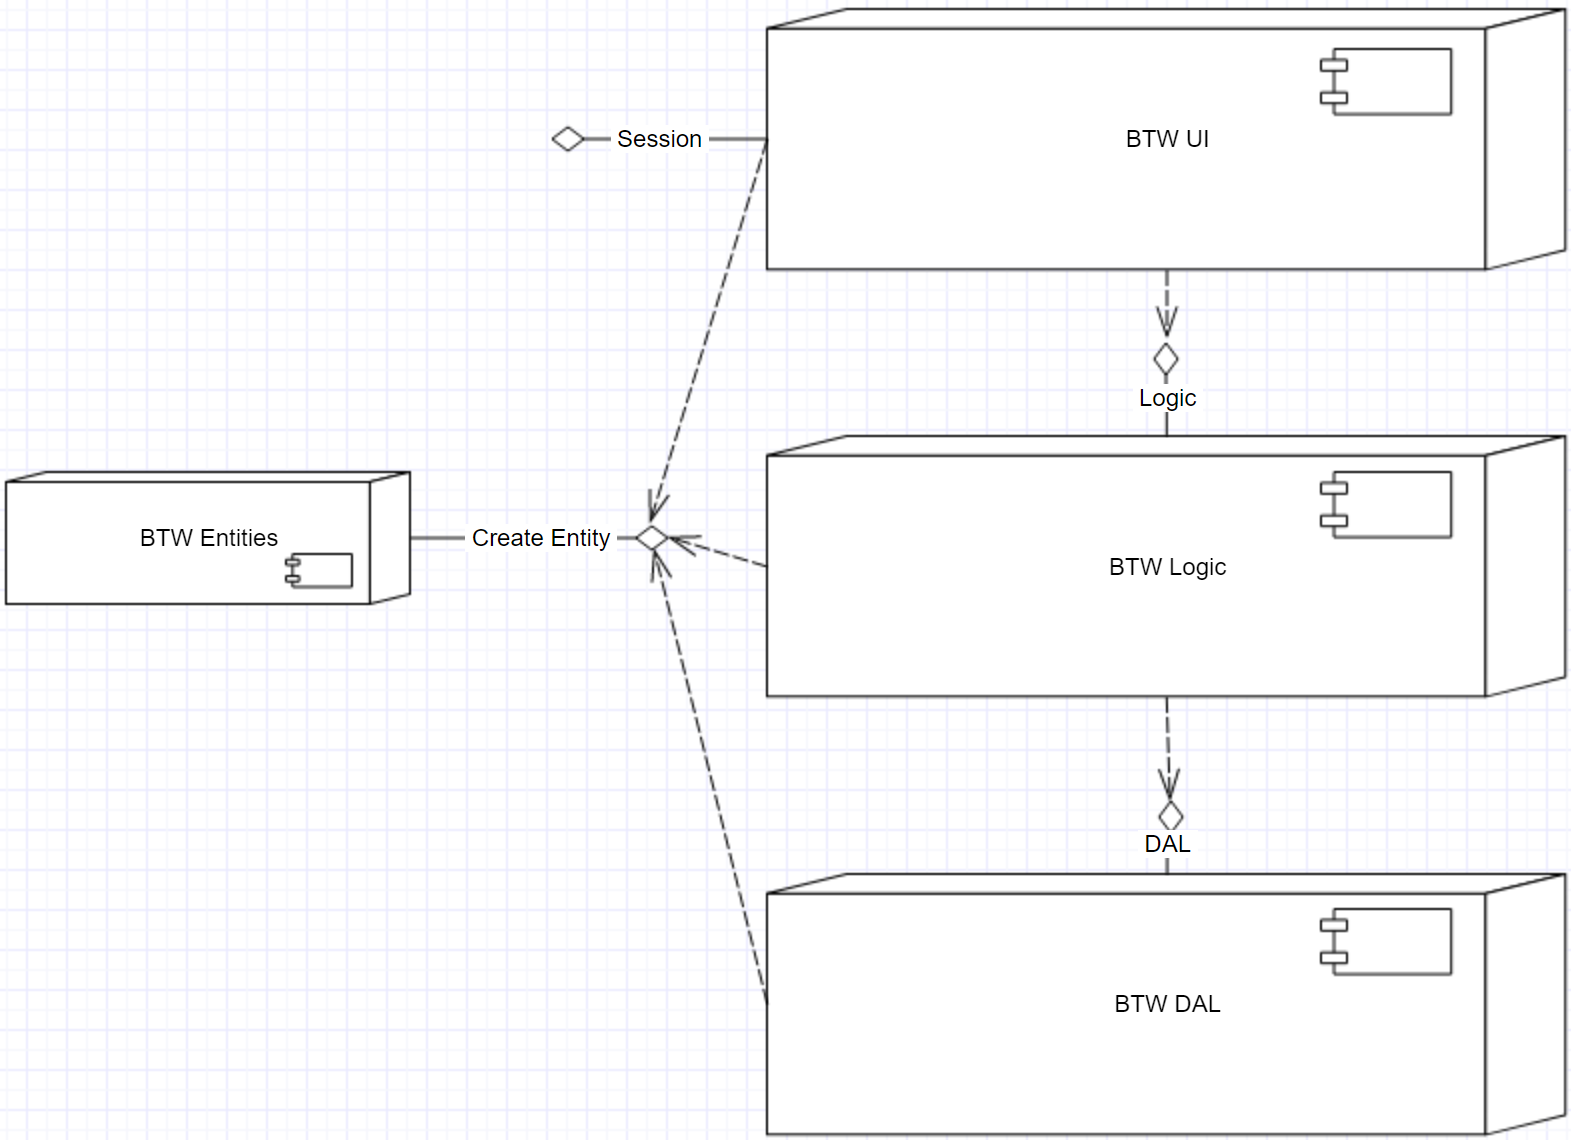 BTW UI
Session
Logic
BTW Entities
Create Entity
BTW Logic
DAL
BTW DAL